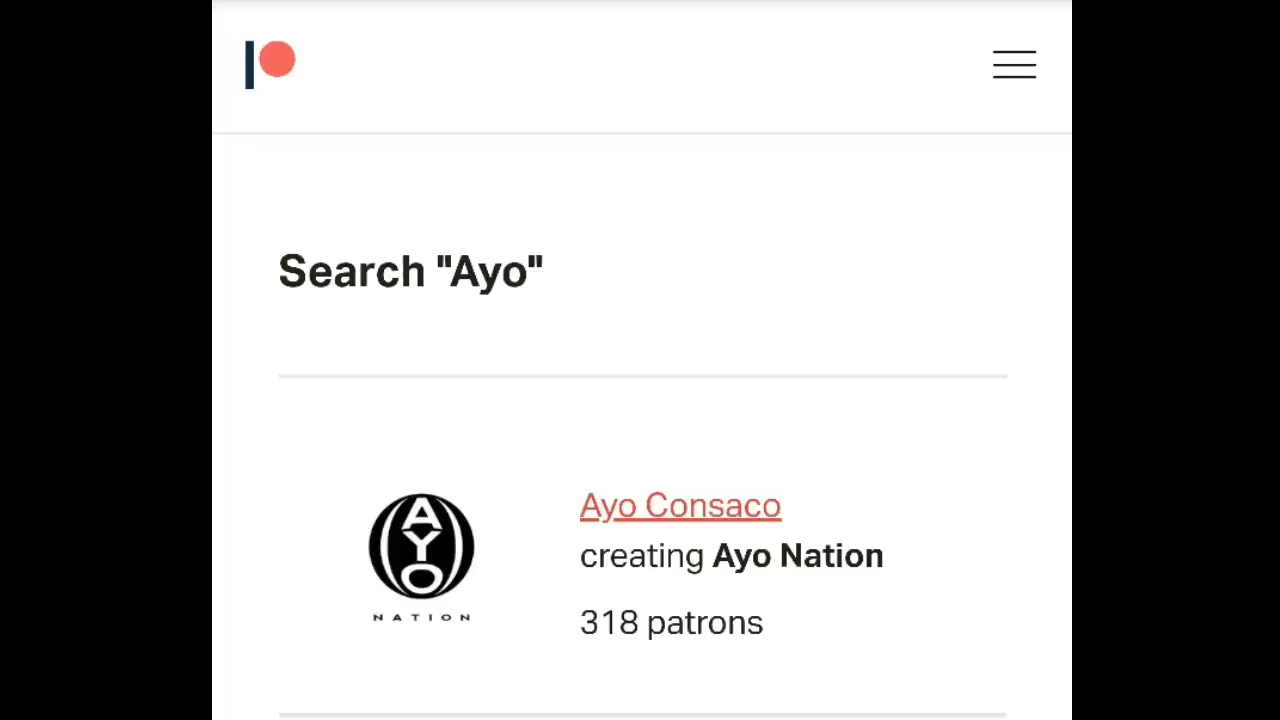 Search "Ayo"
AYO
NATION
Ayo Consaco
creating Ayo Nation
318 patrons